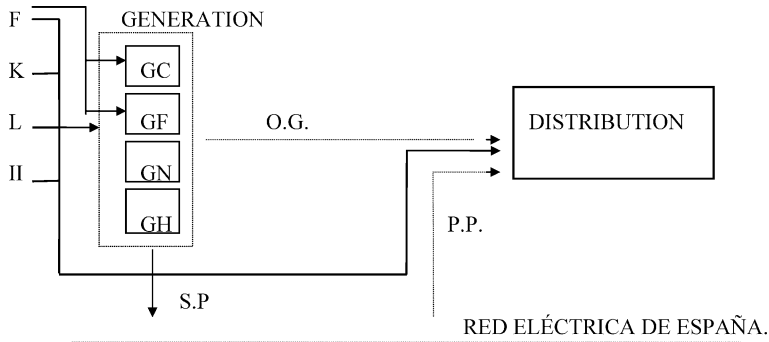 GENERATION
F
K
L
II
GC
GF
GN
GH
O.G.
DISTRIBUTION
P.P.
S.P
RED ELÉCTRICA DE ESPAÑA.